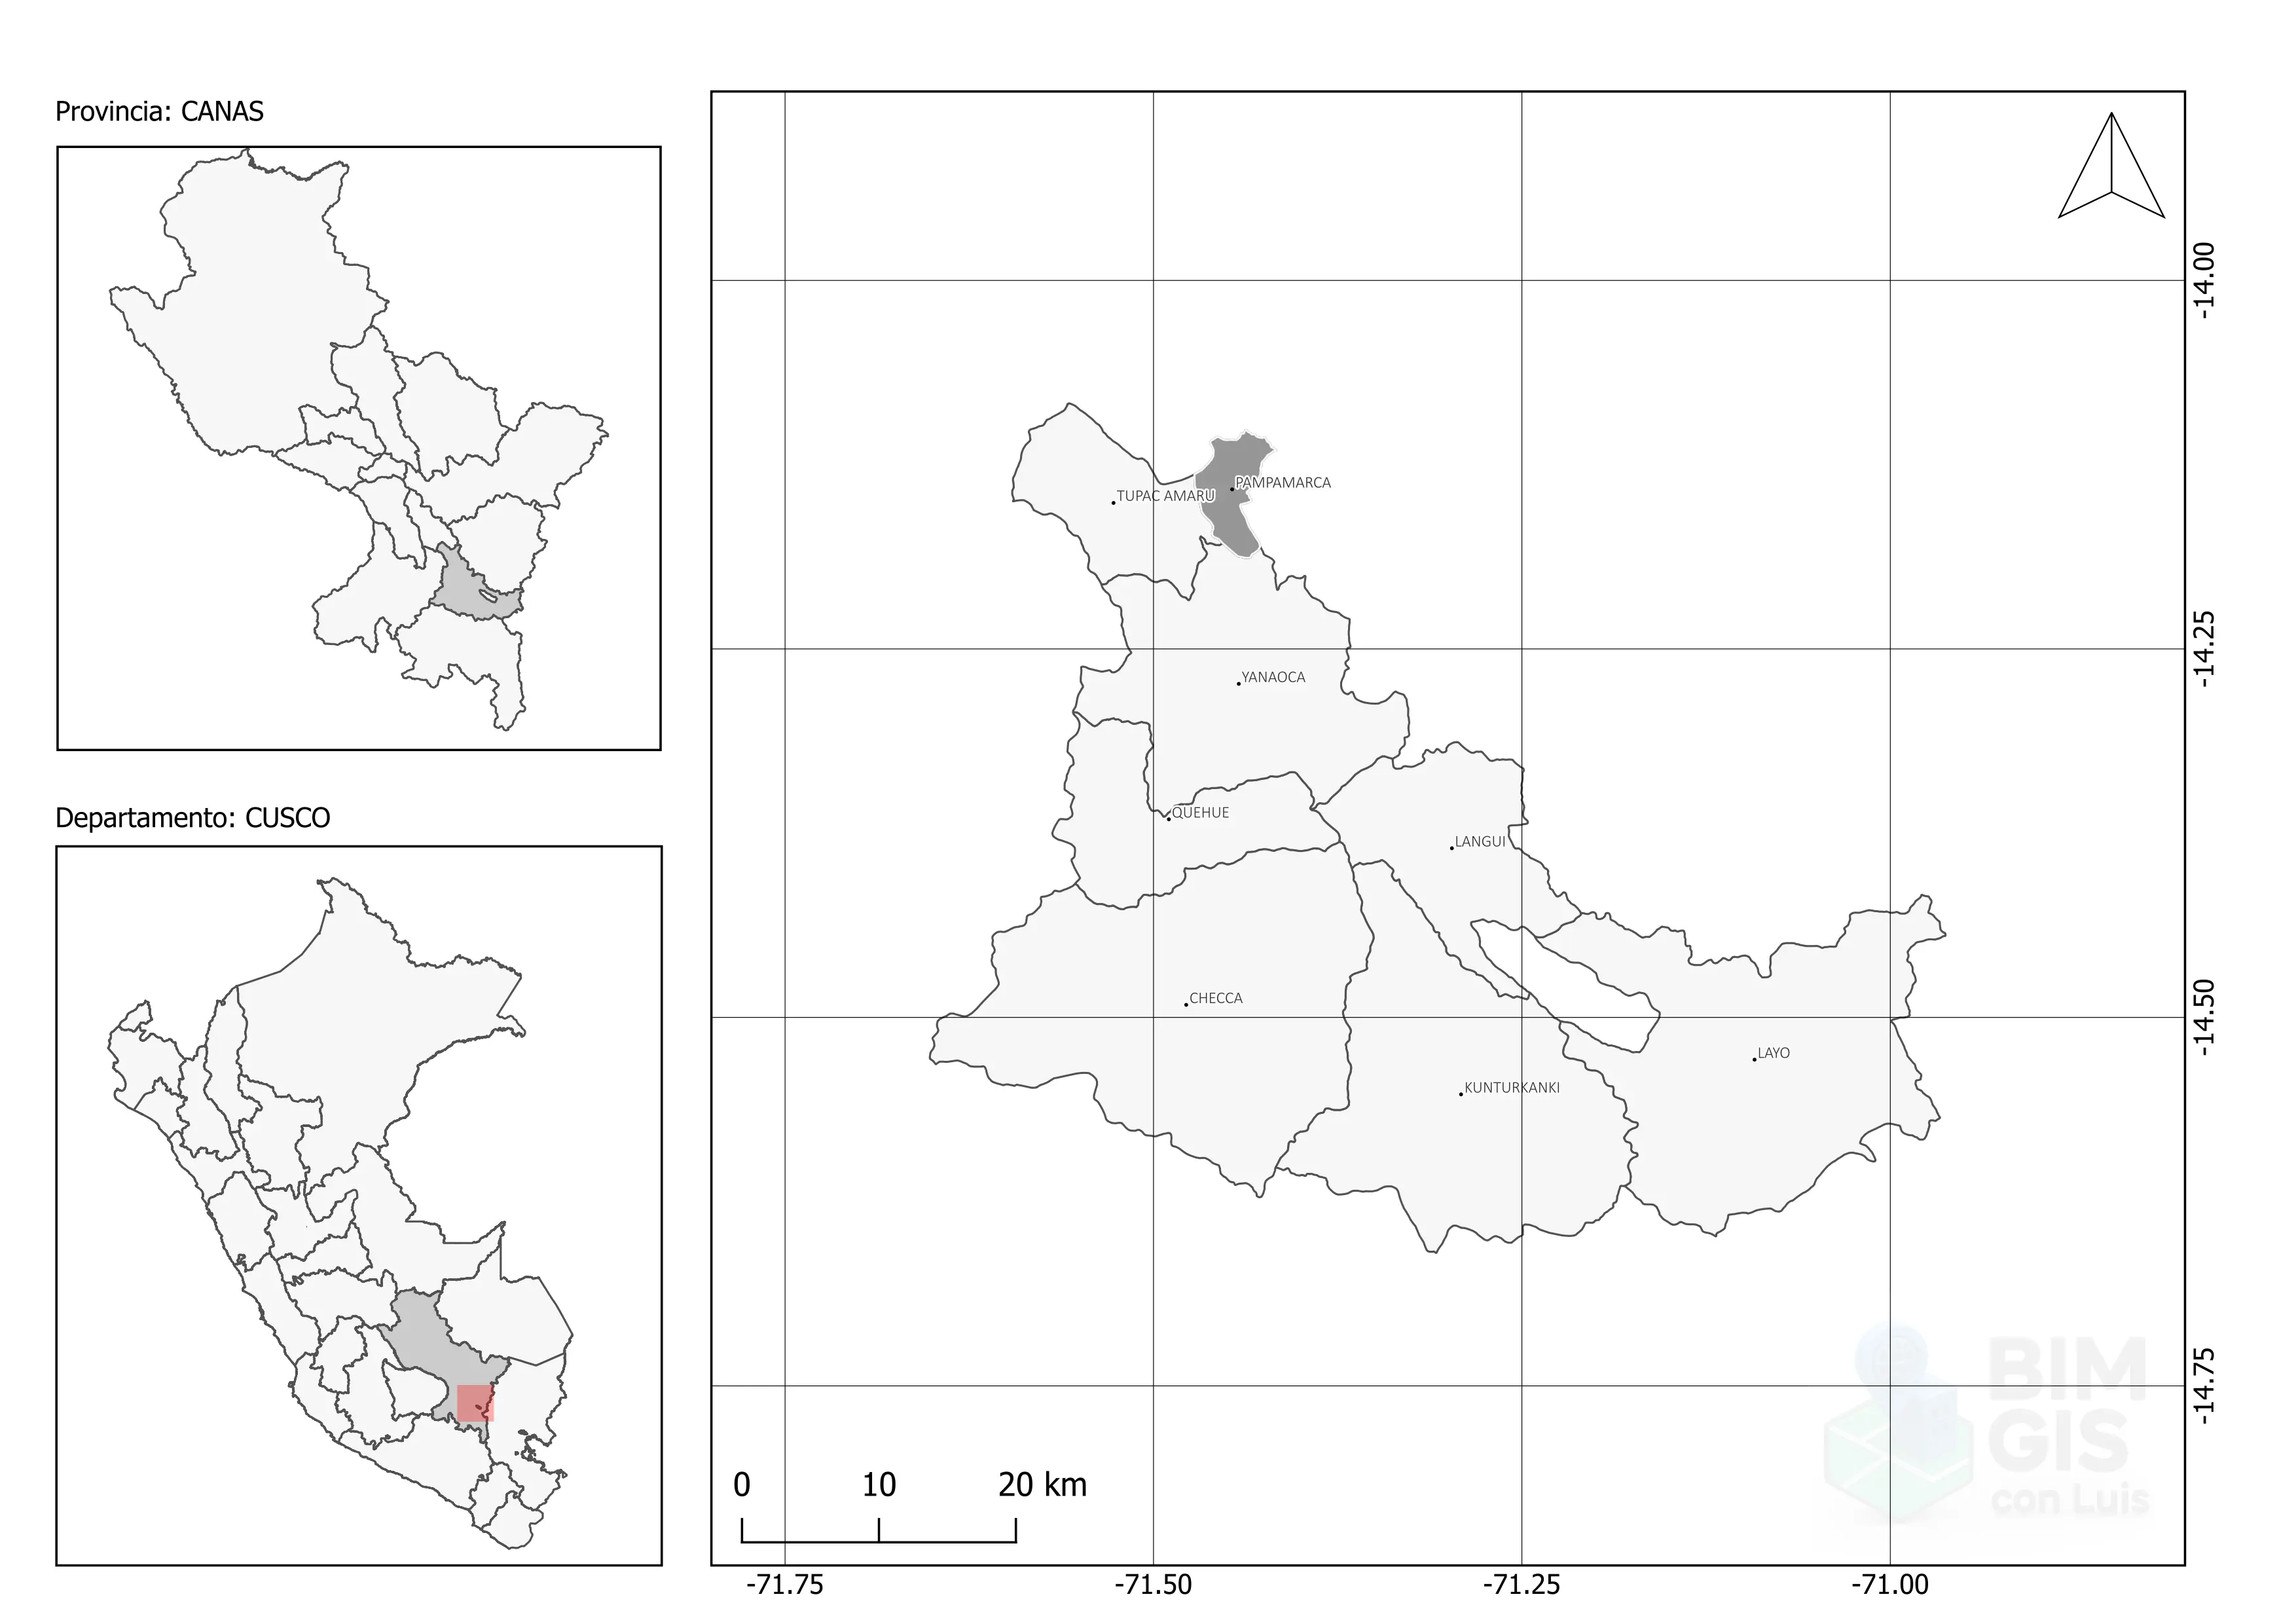 Provincia: CANAS
Departamento: CUSCO
-14.00
-14.25
-14.50
-14.75
PAMPAMARCA
TUPAC AMARU
YANAOCA
QUEHUE
LANGUI
CHECCA
LAYO
KUNTURKANKI
BIM
GIS
con Luis
0 10 20 km
-71.75 -71.50 -71.25 -71.00